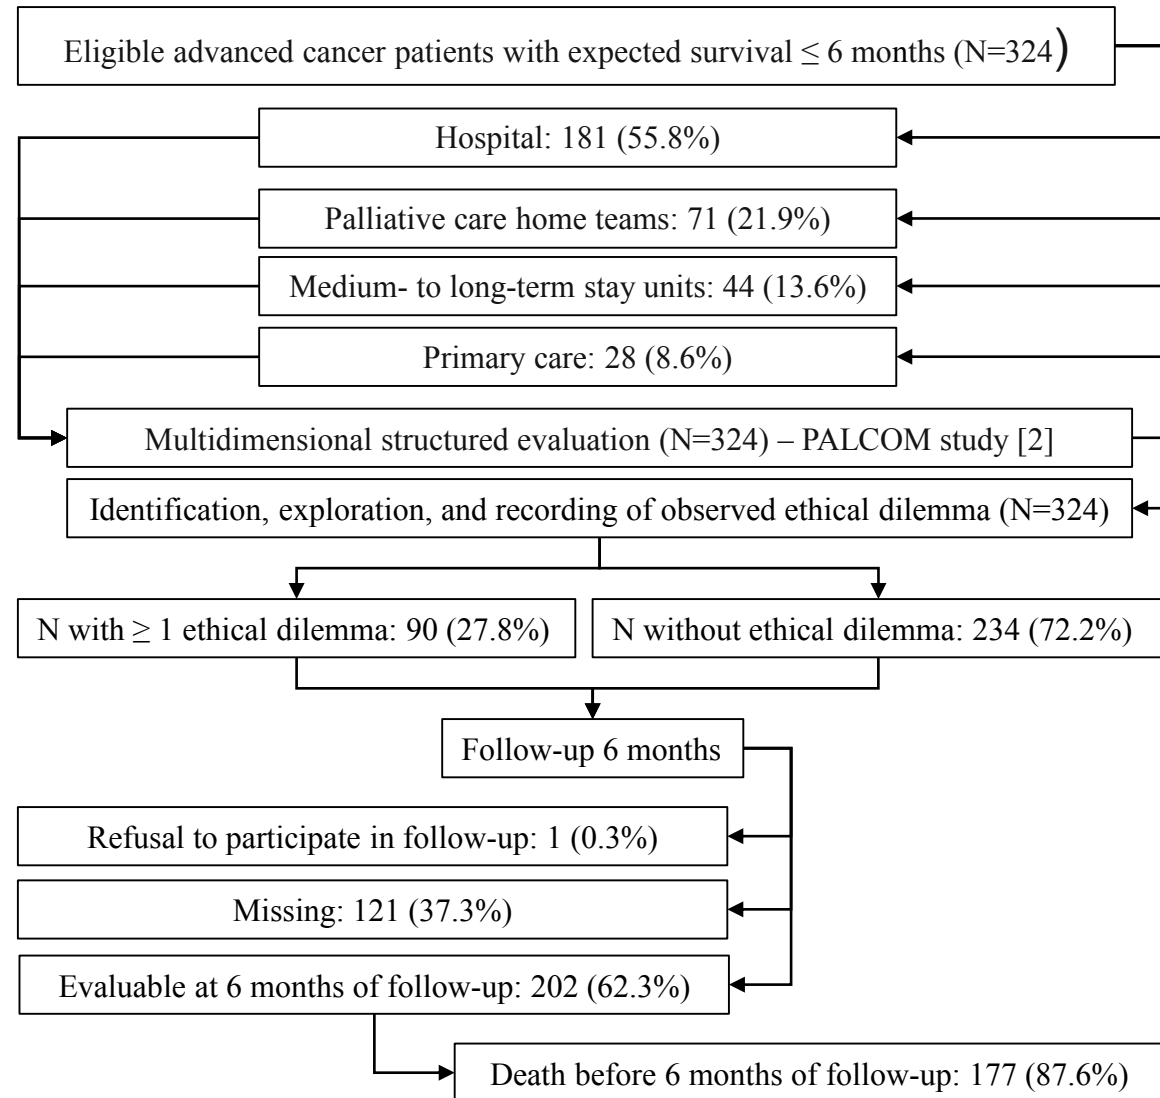 Eligible advanced cancer patients with expected survival ≤ 6 months (N=324)
Hospital: 181 (55.8%)
Palliative care home teams: 71 (21.9%)
Medium- to long-term stay units: 44 (13.6%)
Primary care: 28 (8.6%)
Multidimensional structured evaluation (N=324) – PALCOM study [2]
Identification, exploration, and recording of observed ethical dilemma (N=324)
N with ≥ 1 ethical dilemma: 90 (27.8%)
N without ethical dilemma: 234 (72.2%)
Follow-up 6 months
Refusal to participate in follow-up: 1 (0.3%)
Missing: 121 (37.3%)
Evaluable at 6 months of follow-up: 202 (62.3%)
Death before 6 months of follow-up: 177 (87.6%)